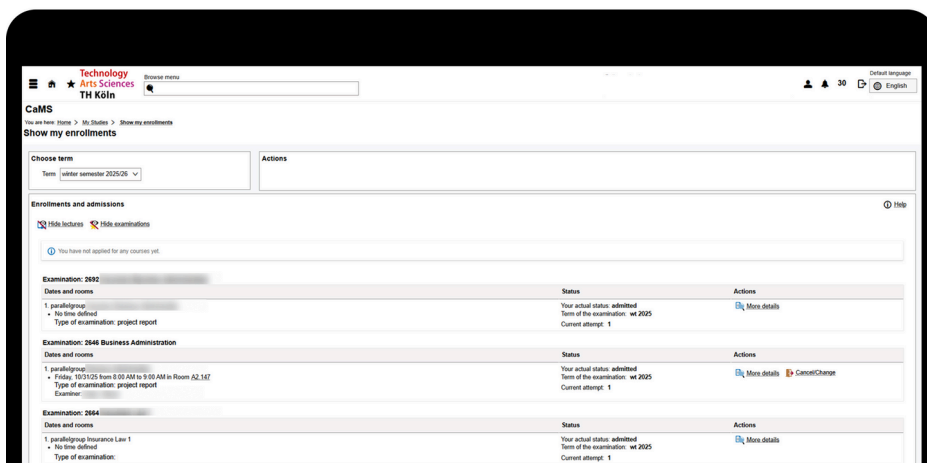 Technology
Arts Sciences
TH Köln
Browse menu
30
Default language
English
CaMS
You are here: Home > My Studies > Show my enrollments
Show my enrollments
Choose term
Actions
Term winter semester 2025/26
Enrollments and admissions
Help
Hide lectures Hide examinations
You have not applied for any courses yet.
Examination: 2692
Dates and rooms Status Actions
1. parallelgroup Your actual status: admitted More details
• No time defined Term of the examination: wt 2025
Type of examination: project report Current attempt: 1
Examination: 2646 Business Administration
Dates and rooms Status Actions
1. parallelgroup Your actual status: admitted
• Friday, 10/31/25 from 8:00 AM to 9:00 AM in Room A2.147 Term of the examination: wt 2025 More details Cancel/Change
Type of examination: project report Current attempt: 1
Examiner:
Examination: 2664
Dates and rooms Status Actions
1. parallelgroup Insurance Law 1 Your actual status: admitted More details
• No time defined Term of the examination: wt 2025
Type of examination: Current attempt: 1